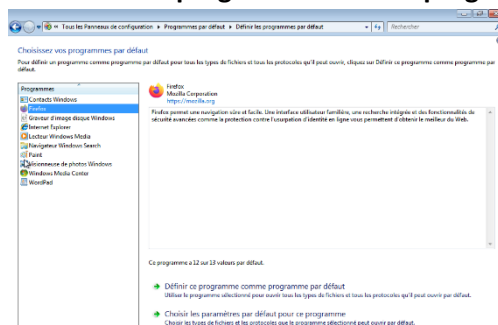 Tous les Panneaux de configuration ▸ Programmes par défaut ▸ Définir les programmes par défaut
Rechercher
Choisissez vos programmes par défaut
Pour définir un programme comme programme par défaut pour tous les types de fichiers et tous les protocoles qu'il peut ouvrir, cliquez sur Définir ce programme comme programme par
défaut.
Programmes
Contacts Windows
Firefox
Graveur d'image disque Windows
Internet Explorer
Lecteur Windows Media
Navigateur Windows Search
Paint
Visionneuse de photos Windows
Windows Media Center
WordPad
Firefox
Mozilla Corporation
https://mozilla.org
Firefox permet une navigation sûre et facile. Une interface utilisateur familière, une recherche intégrée et des fonctionnalités de
sécurité avancées comme la protection contre l'usurpation d'identité en ligne vous permettent d'obtenir le meilleur du Web.
Ce programme a 12 sur 13 valeurs par défaut.
Définir ce programme comme programme par défaut
Utiliser le programme sélectionné pour ouvrir tous les types de fichiers et tous les protocoles qu'il peut ouvrir par défaut.
Choisir les paramètres par défaut pour ce programme
Choisir les types de fichiers et les protocoles que le programme sélectionné peut ouvrir par défaut.